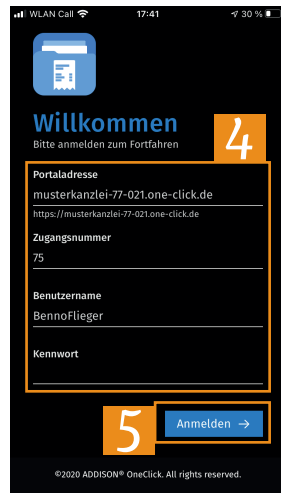 WLAN Call 17:41 30 %
Willkommen
Bitte anmelden zum Fortfahren
4
Portaladresse
musterkanzlei-77-021.one-click.de
https://musterkanzlei-77-021.one-click.de
Zugangsnummer
75
Benutzername
BennoFlieger
Kennwort
5
Anmelden →
©2020 ADDISON® OneClick. All rights reserved.